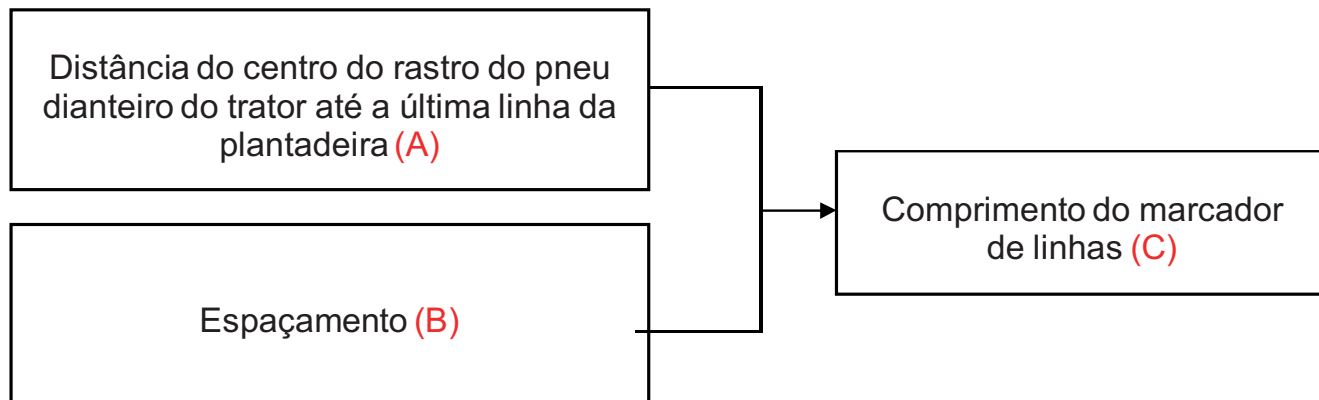 Distância do centro do rastro do pneu
dianteiro do trator até a última linha da
plantadeira (A)
Espaçamento (B)
Comprimento do marcador
de linhas (C)